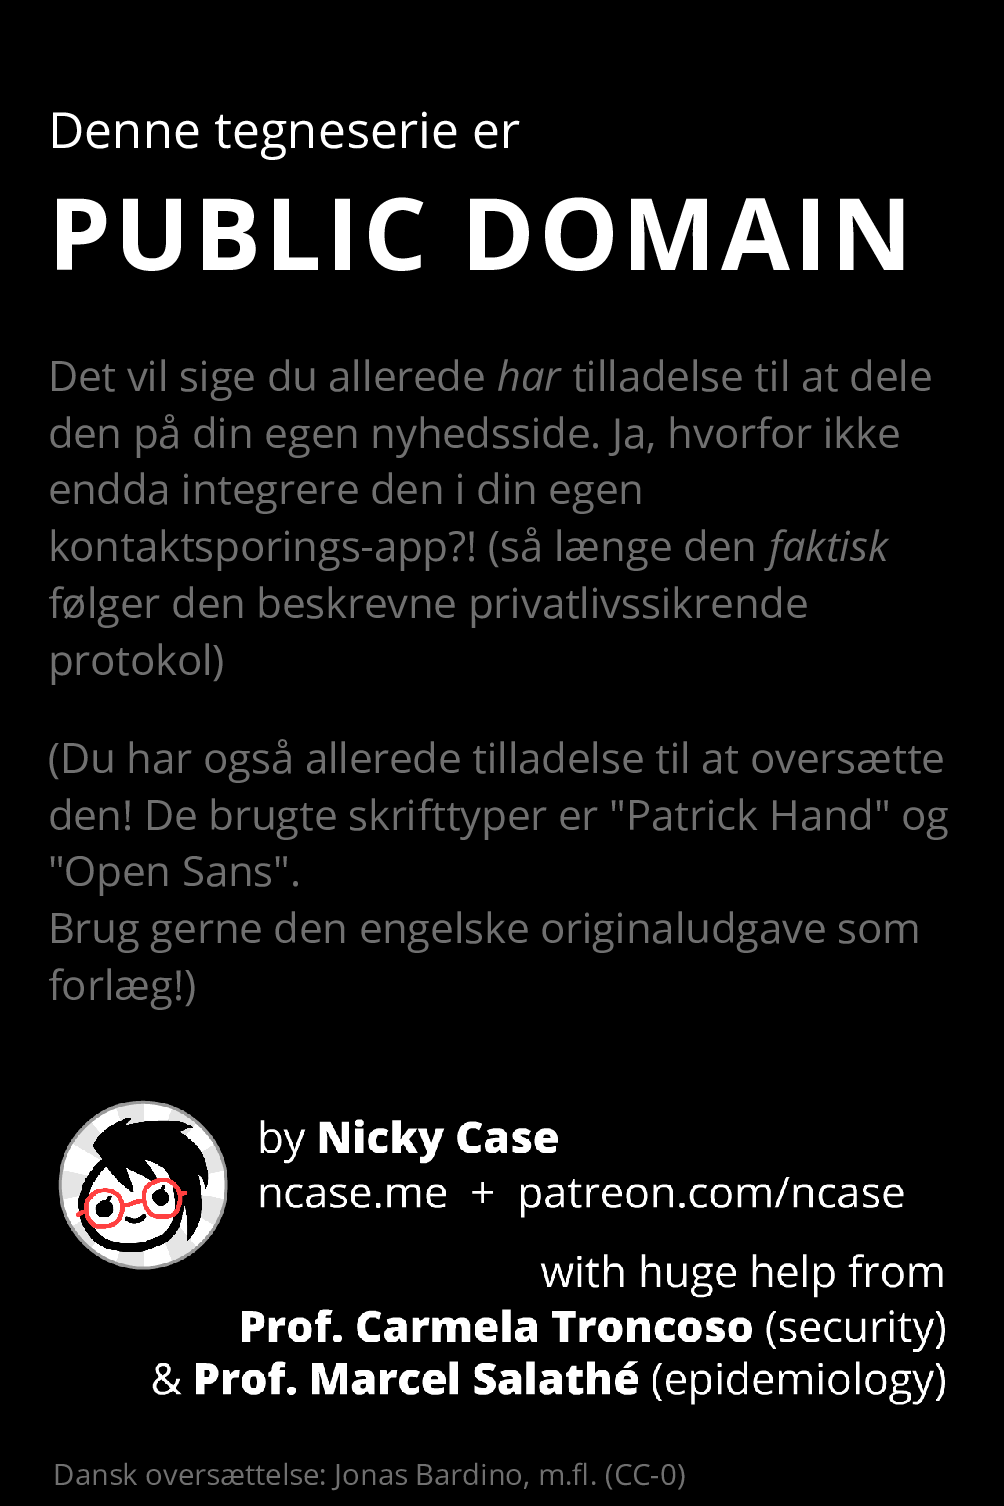 Denne tegneserie er
PUBLIC DOMAIN
Det vil sige du allerede har tilladelse til at dele
den på din egen nyhedsside. Ja, hvorfor ikke
endda integrere den i din egen
kontaktsporings-app?! (så længe den faktisk
følger den beskrevne privatlivssikrende
protokol)
(Du har også allerede tilladelse til at oversætte
den! De brugte skrifttyper er "Patrick Hand" og
"Open Sans".
Brug gerne den engelske originaludgave som
forlæg!)
by Nicky Case
ncase.me + patreon.com/ncase
with huge help from
Prof. Carmela Troncoso (security)
& Prof. Marcel Salathé (epidemiology)
Dansk oversættelse: Jonas Bardino, m.fl. (CC-0)